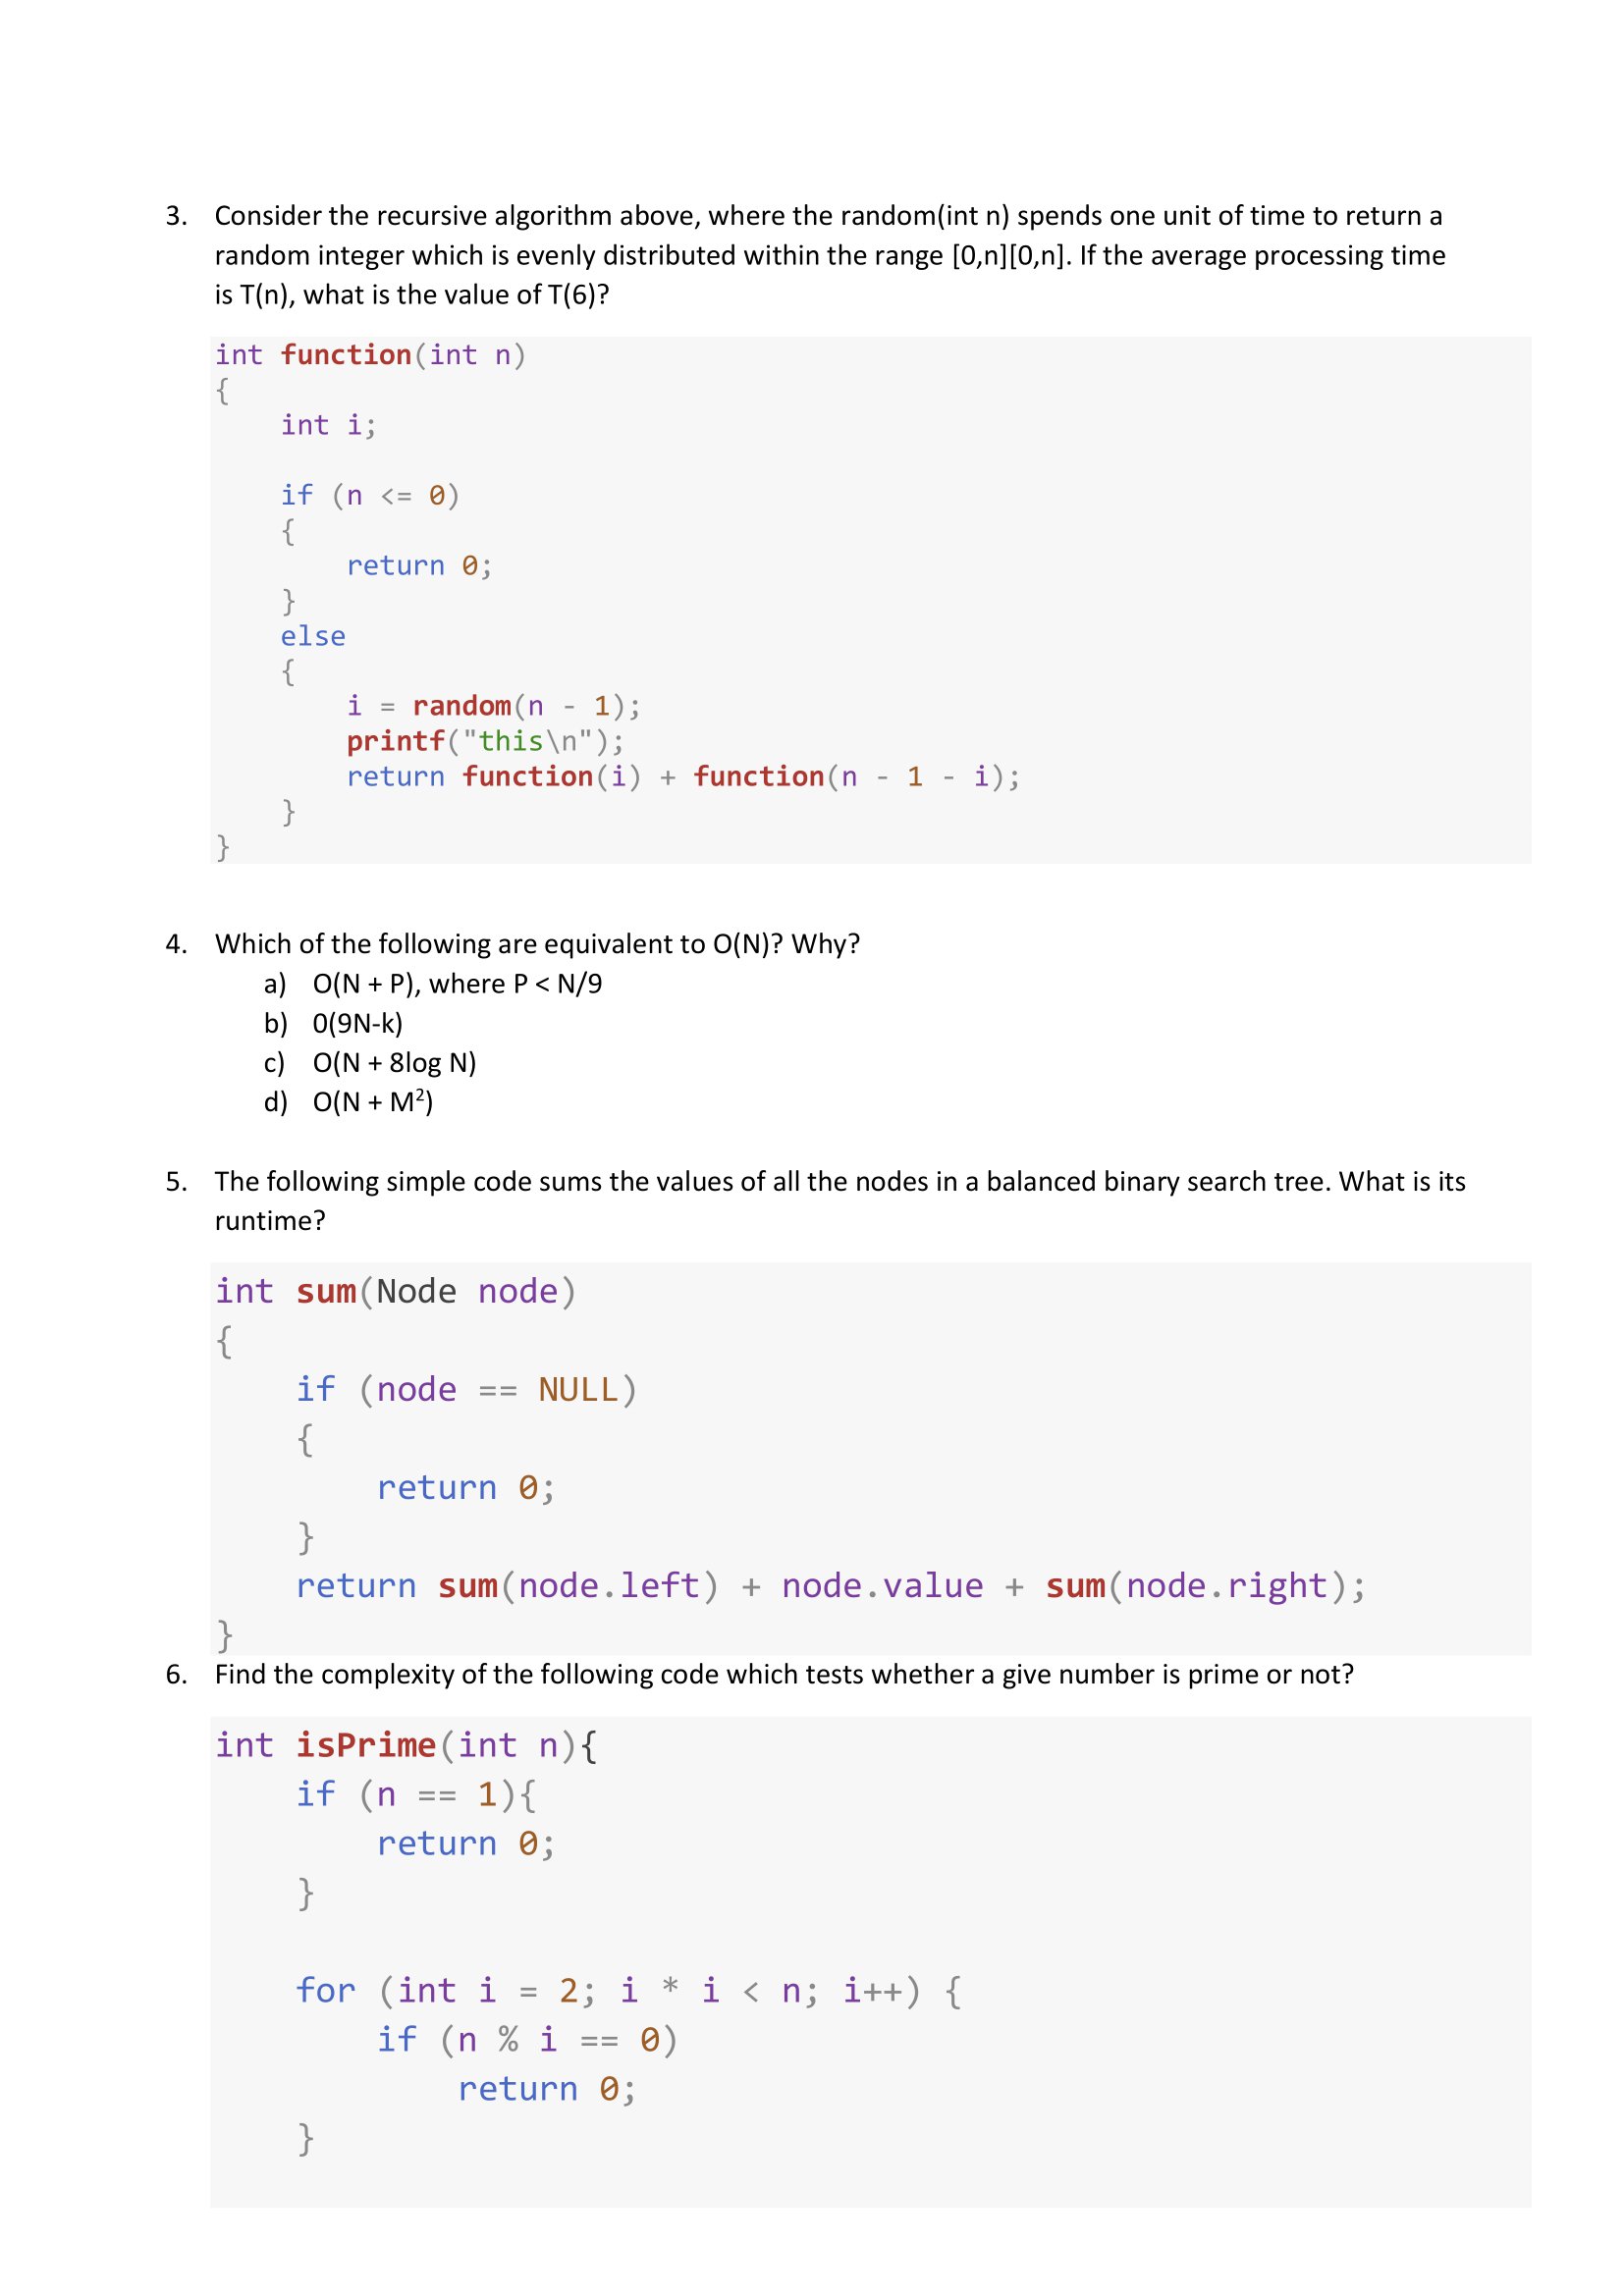 3. Consider the recursive algorithm above, where the random(int n) spends one unit of time to return a
random integer which is evenly distributed within the range [0,n][0,n]. If the average processing time
is T(n), what is the value of T(6)?
int function(int n)
{
    int i;
    if (n <= 0)
    {
        return 0;
    }
    else
    {
        i = random(n - 1);
        printf("this\n");
        return function(i) + function(n - 1 - i);
    }
}
4. Which of the following are equivalent to O(N)? Why?
a) O(N + P), where P < N/9
b) 0(9N-k)
c) O(N + 8log N)
d) O(N + M²)
5. The following simple code sums the values of all the nodes in a balanced binary search tree. What is its
runtime?
int sum(Node node)
{
    if (node == NULL)
    {
        return 0;
    }
    return sum(node.left) + node.value + sum(node.right);
}
6. Find the complexity of the following code which tests whether a give number is prime or not?
int isPrime(int n){
    if (n == 1){
        return 0;
    }
    for (int i = 2; i * i < n; i++) {
        if (n % i == 0)
            return 0;
    }